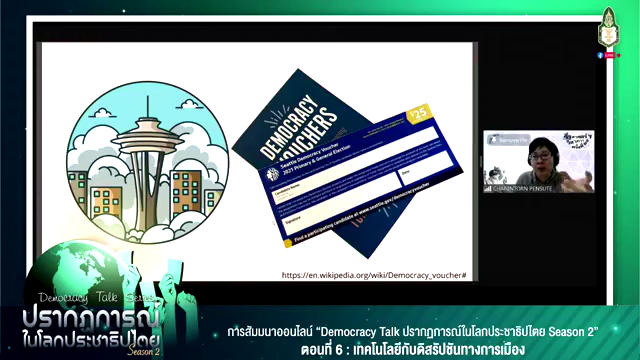 DEMOCRACY
VOUCHERS
$25
Seattle Democracy Voucher
2021 Primary & General Election
Candidate Name
Date
Signature
Find a participating candidate at www.seattle.gov/democracyvoucher
https://en.wikipedia.org/wiki/Democracy_voucher#
CHANINTORN PENSUTE
LIVE
Democracy Talk Series
ปรากฏการณ์
ในโลกประชาธิปไตย
Season 2
การสัมมนาออนไลน์ “Democracy Talk ปรากฏการณ์ในโลกประชาธิปไตย Season 2”
ตอนที่ 6 : เทคโนโลยีกับดิสรัปชันทางการเมือง